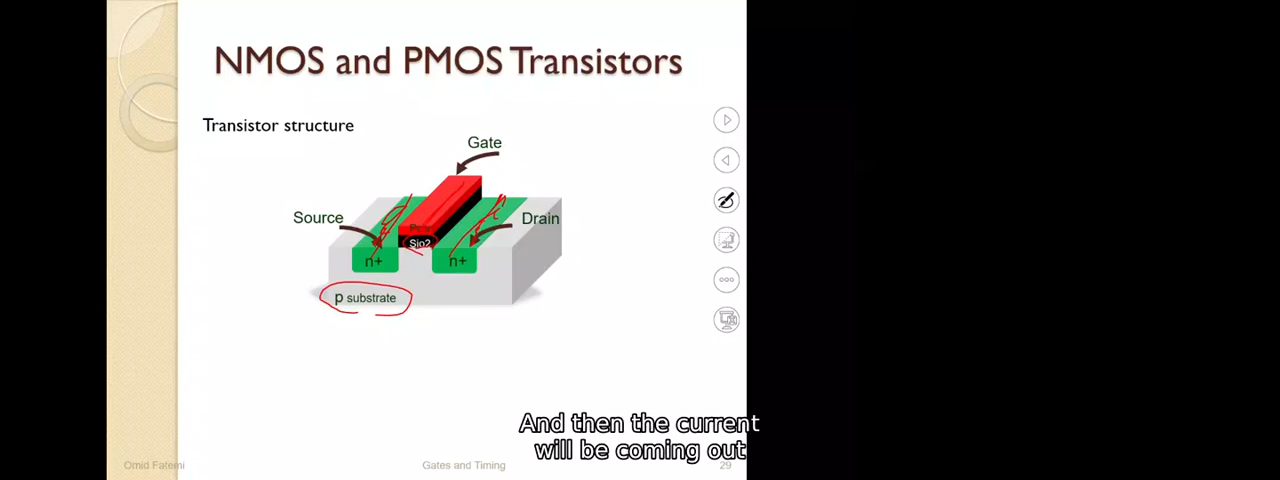 NMOS and PMOS Transistors
Transistor structure
Gate
Source
Drain
Sio2
n+
n+
p substrate
And then the current
will be coming out
Omid Fatemi
Gates and Timing
29